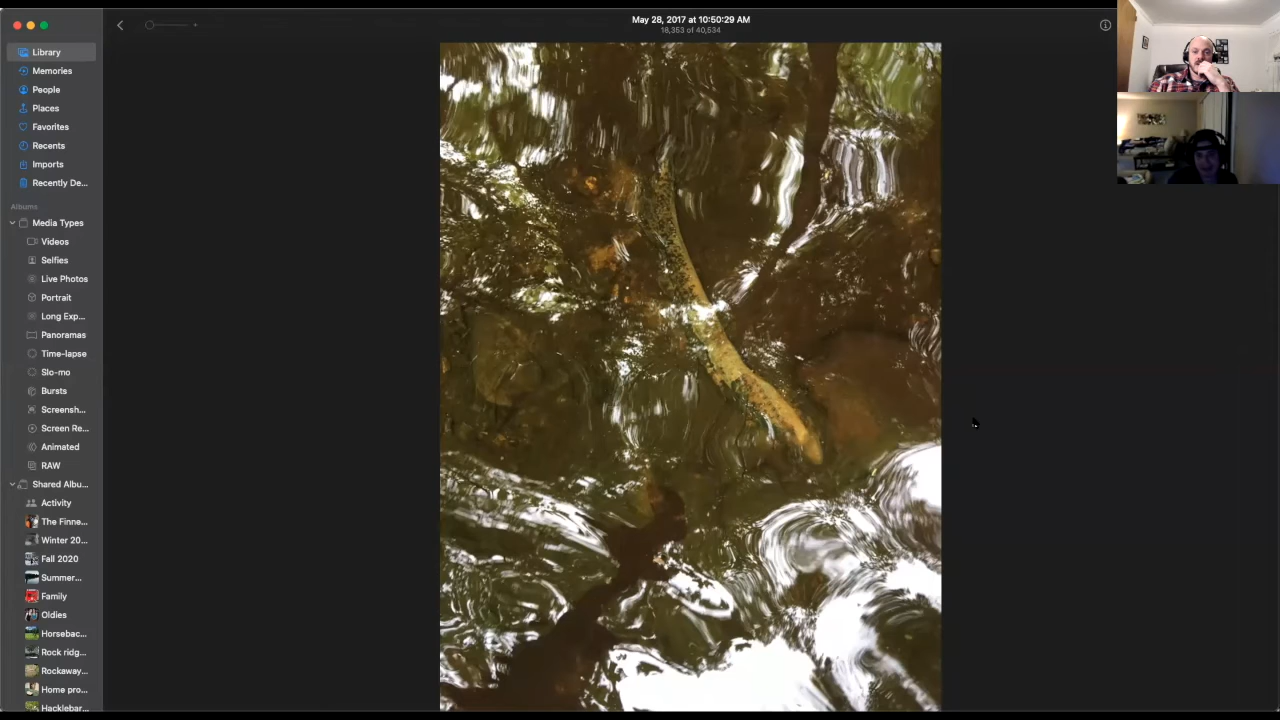 May 28, 2017 at 10:50:29 AM
18,353 of 40,534
Library
Memories
People
Places
Favorites
Recents
Imports
Recently De...
Albums
Media Types
Videos
Selfies
Live Photos
Portrait
Long Exp...
Panoramas
Time-lapse
Slo-mo
Bursts
Screensh...
Screen Re...
Animated
RAW
Shared Albu...
Activity
The Finne...
Winter 20...
Fall 2020
Summer...
Family
Oldies
Horsebac...
Rock ridg...
Rockaway...
Home pro...
Hacklebar...